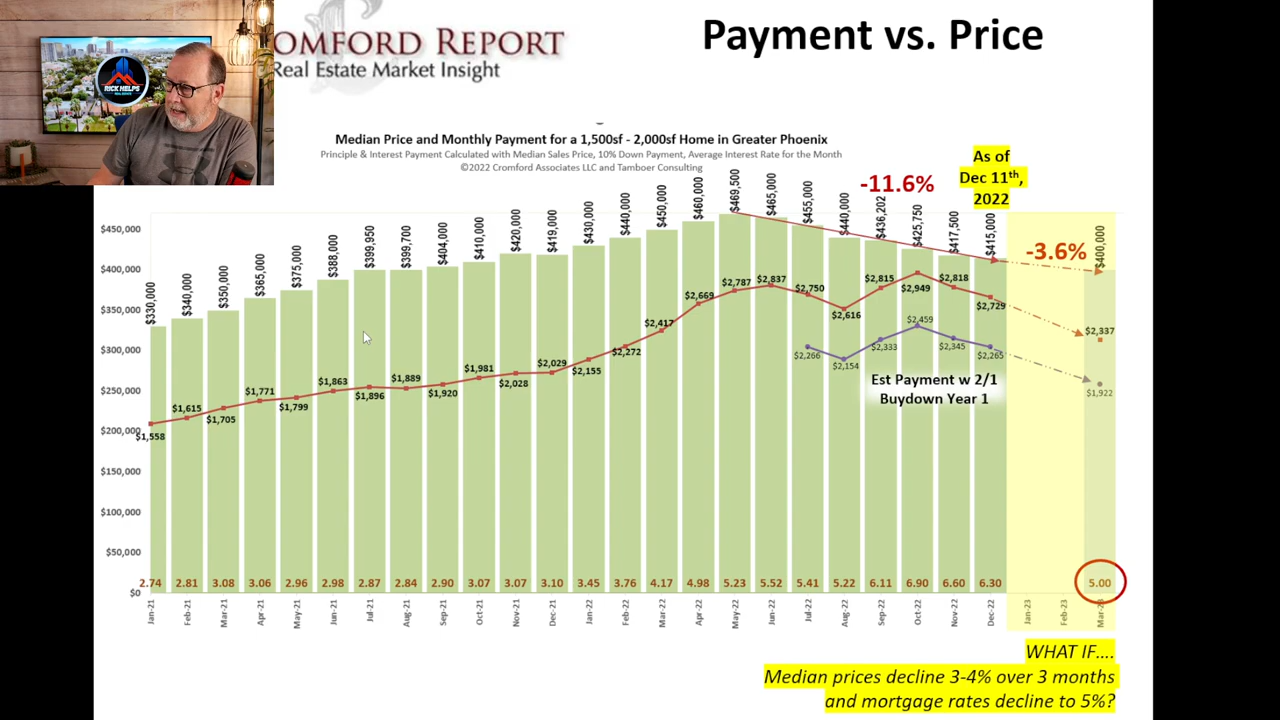 OMFORD REPORT
Real Estate Market Insight
Payment vs. Price
RICK HELPS
REAL ESTATE
Median Price and Monthly Payment for a 1,500sf - 2,000sf Home in Greater Phoenix
Principle & Interest Payment Calculated with Median Sales Price, 10% Down Payment, Average Interest Rate for the Month
©2022 Cromford Associates LLC and Tamboer Consulting
As of
Dec 11th,
2022
-11.6%
-3.6%
$450,000
$400,000
$350,000
$300,000
$250,000
$200,000
$150,000
$100,000
$50,000
$0
$330,000 $340,000 $350,000 $365,000 $375,000 $388,000 $399,950 $399,700 $404,000 $410,000 $420,000 $419,000 $430,000 $440,000 $450,000 $460,000 $469,500 $465,000 $455,000 $440,000 $436,202 $425,750 $417,500 $415,000 $400,000
$1,558 $1,615 $1,705 $1,771 $1,799 $1,863 $1,896 $1,889 $1,920 $1,981 $2,028 $2,029 $2,155 $2,272 $2,417 $2,669 $2,787 $2,837 $2,750 $2,616 $2,815 $2,949 $2,818 $2,729 $2,337
$2,266 $2,154 $2,333 $2,459 $2,345 $2,265 $1,922
Est Payment w 2/1
Buydown Year 1
2.74 2.81 3.08 3.06 2.96 2.98 2.87 2.84 2.90 3.07 3.07 3.10 3.45 3.76 4.17 4.98 5.23 5.52 5.41 5.22 6.11 6.90 6.60 6.30 5.00
Jan-21 Feb-21 Mar-21 Apr-21 May-21 Jun-21 Jul-21 Aug-21 Sep-21 Oct-21 Nov-21 Dec-21 Jan-22 Feb-22 Mar-22 Apr-22 May-22 Jun-22 Jul-22 Aug-22 Sep-22 Oct-22 Nov-22 Dec-22 Jan-23 Feb-23 Mar-23
WHAT IF....
Median prices decline 3-4% over 3 months
and mortgage rates decline to 5%?